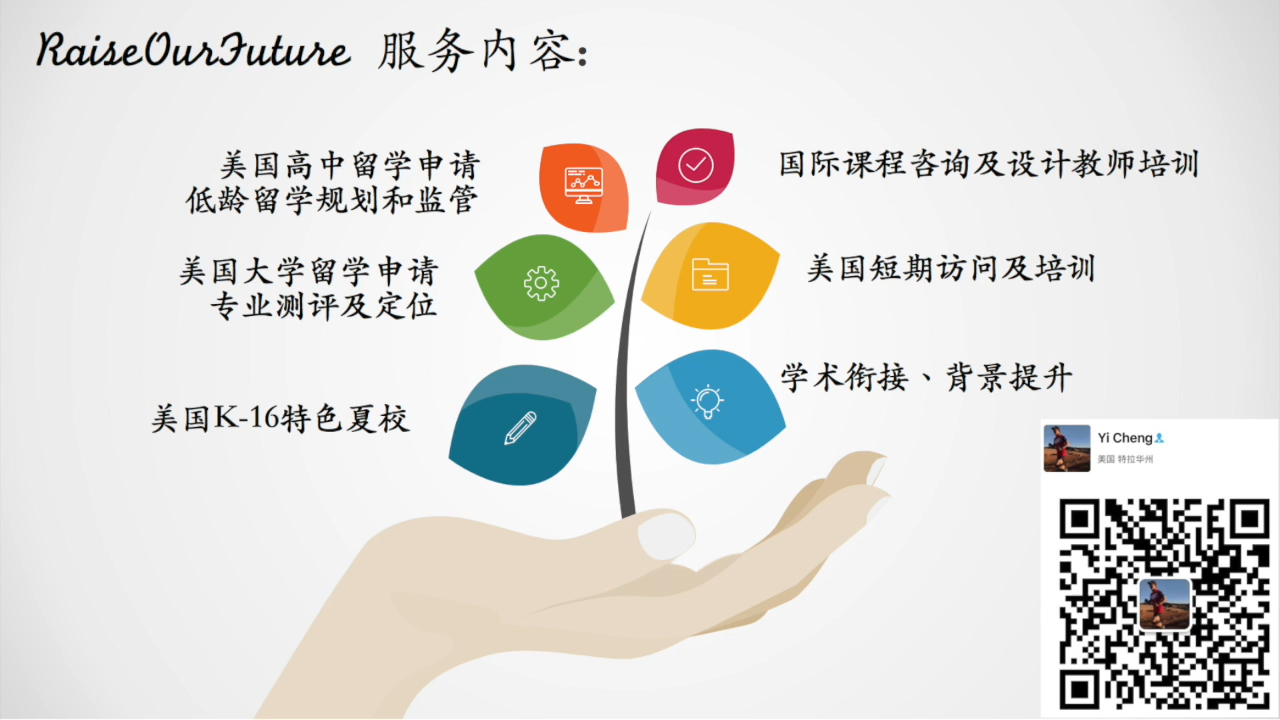 RaiseOurFuture 服务内容:
美国高中留学申请
低龄留学规划和监管
国际课程咨询及设计教师培训
美国大学留学申请
专业测评及定位
美国短期访问及培训
美国K-16特色夏校
学术衔接、背景提升
Yi Cheng
美国 特拉华州